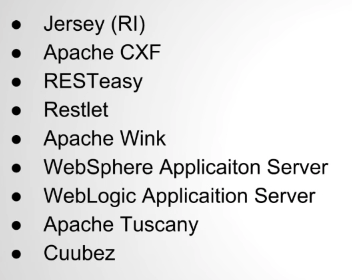 ● Jersey (RI)
● Apache CXF
● RESTeasy
● Restlet
● Apache Wink
● WebSphere Applicaiton Server
● WebLogic Applicaition Server
● Apache Tuscany
● Cuubez